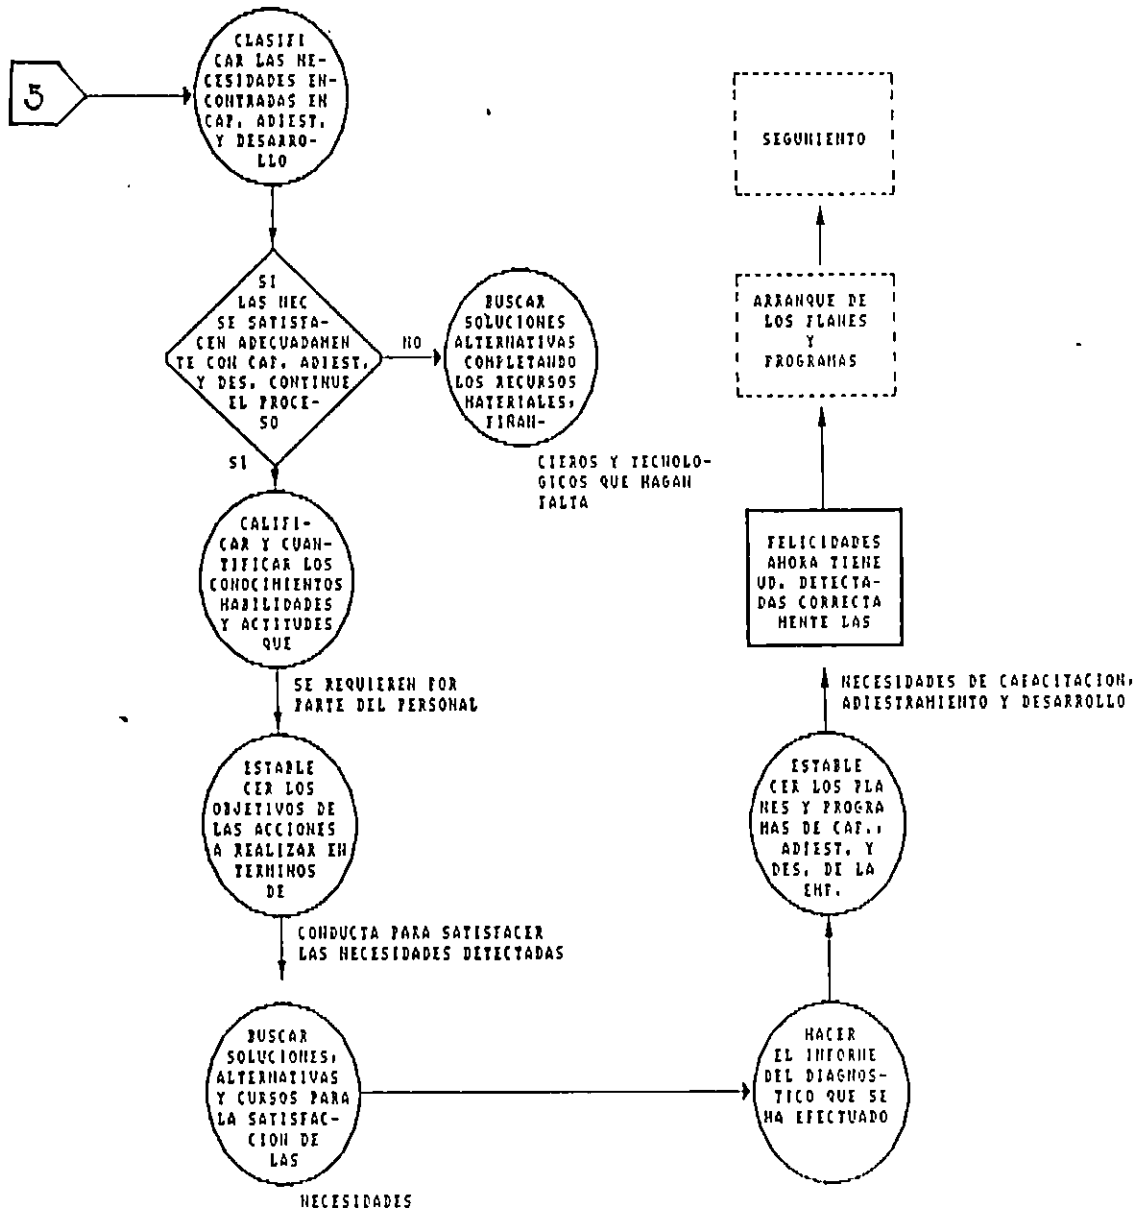 5
CLASIFI
CAR LAS NE-
CESIDADES EN-
CONTRADAS EN
CAP. ADIEST.
Y DESARRO-
LLO
SI
LAS NEC
SE SATISFA-
CEN ADECUADAMEN
TE CON CAP. ADIEST.
Y DES. CONTINUE
EL PROCE-
SO
NO
BUSCAR
SOLUCIONES
ALTERNATIVAS
COMPLETANDO
LOS RECURSOS
MATERIALES,
FINAN-
CIEROS Y TECNOLO-
GICOS QUE HAGAN
FALTA
SI
CALIFI-
CAR Y CUAN-
TIFICAR LOS
CONOCIMIENTOS
HABILIDADES
Y ACTITUDES
QUE
SE REQUIEREN POR
PARTE DEL PERSONAL
ESTABLE
CER LOS
OBJETIVOS DE
LAS ACCIONES
A REALIZAR EN
TERMINOS
DE
CONDUCTA PARA SATISFACER
LAS NECESIDADES DETECTADAS
BUSCAR
SOLUCIONES,
ALTERNATIVAS
Y CURSOS PARA
LA SATISFAC-
CION DE
LAS
NECESIDADES
HACER
EL INFORME
DEL DIAGNOS-
TICO QUE SE
HA EFECTUADO
ESTABLE
CER LOS PLA
NES Y PROGRA
MAS DE CAP.,
ADIEST. Y
DES. DE LA
EMP.
FELICIDADES
AHORA TIENE
UD. DETECTA-
DAS CORRECTA
MENTE LAS
NECESIDADES DE CAPACITACION,
ADIESTRAMIENTO Y DESARROLLO
ARRANQUE DE
LOS PLANES
Y
PROGRAMAS
SEGUMIENTO